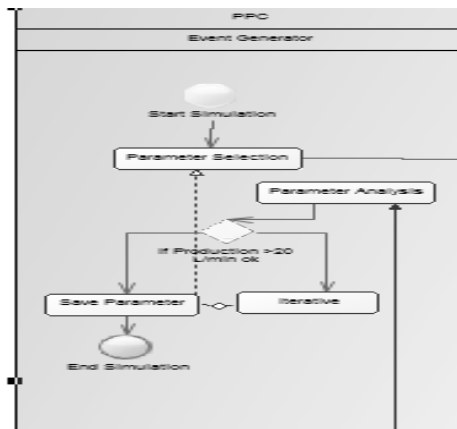 PPC
Event Generator
Start Simulation
Parameter Selection
Parameter Analysis
If Production >20
L/min ok
Save Parameter
Iterative
End Simulation